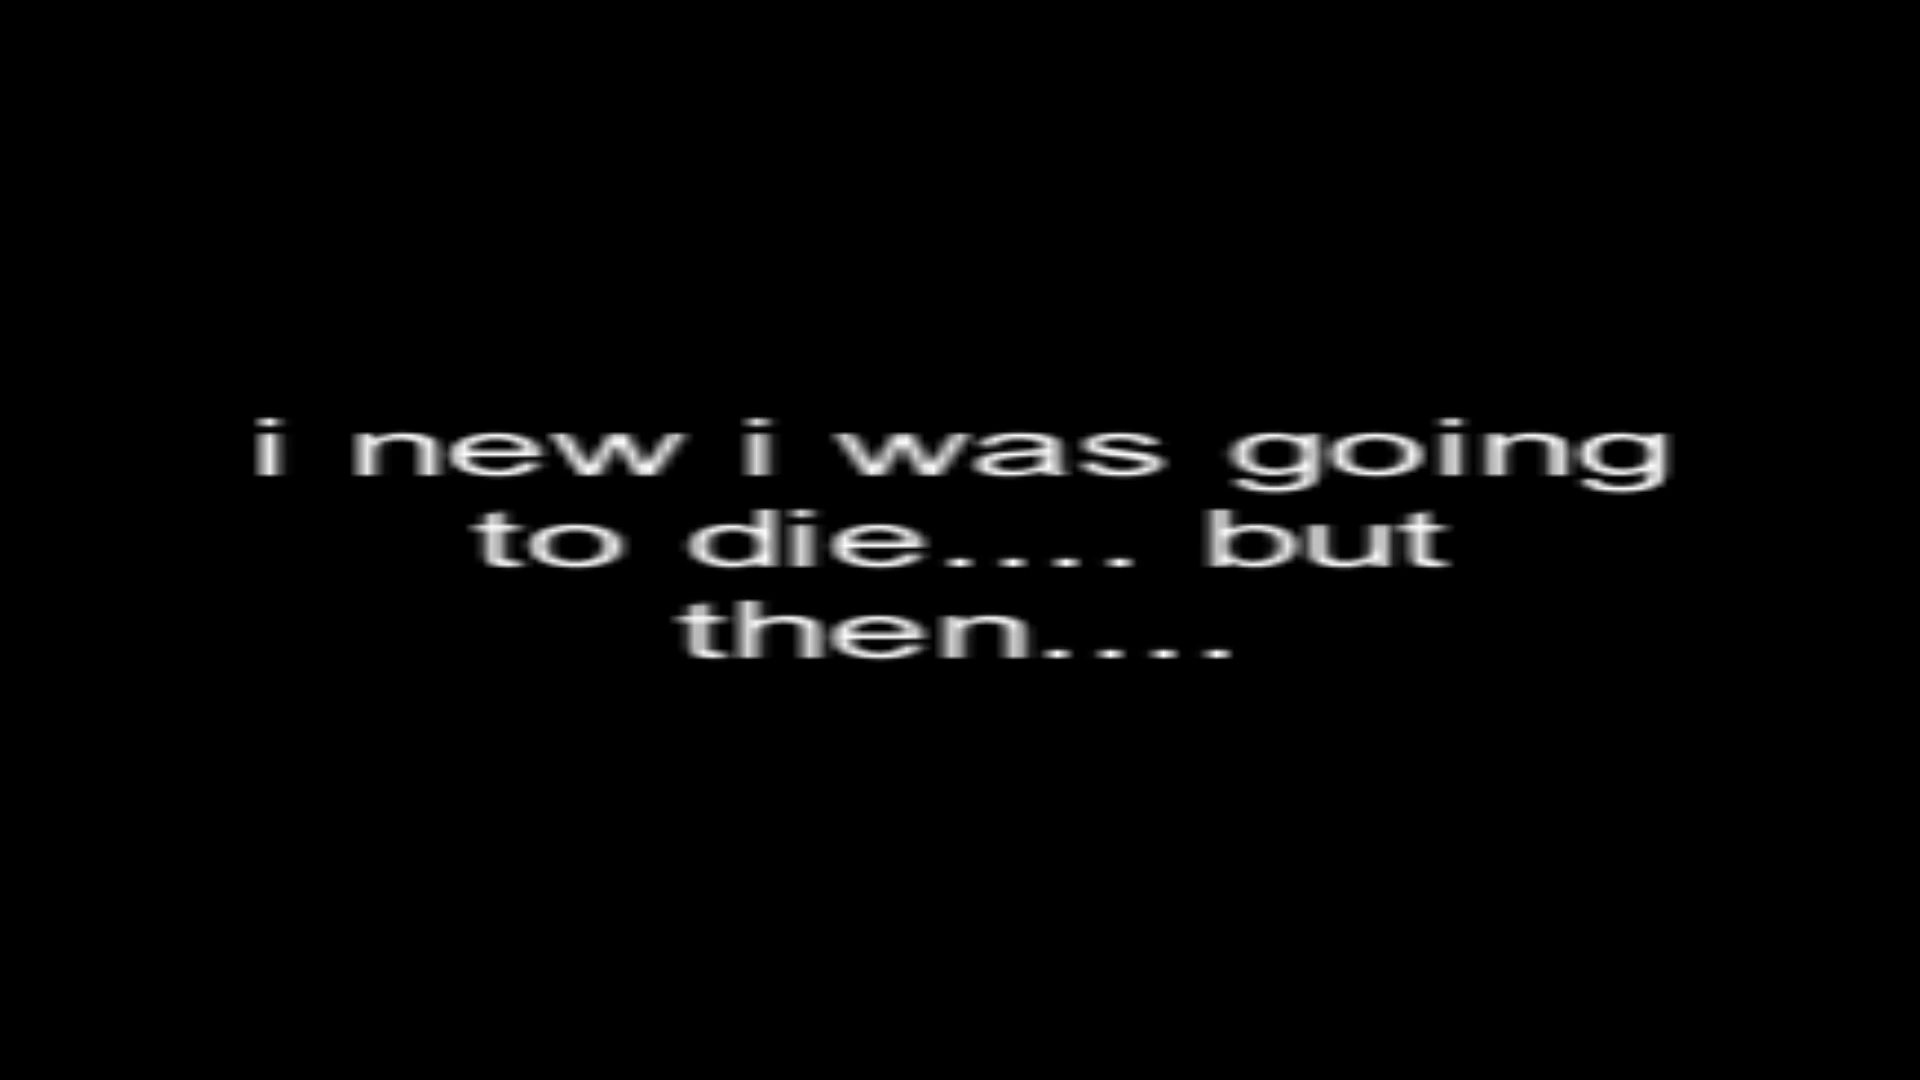 i new i was going
to die.... but
then....